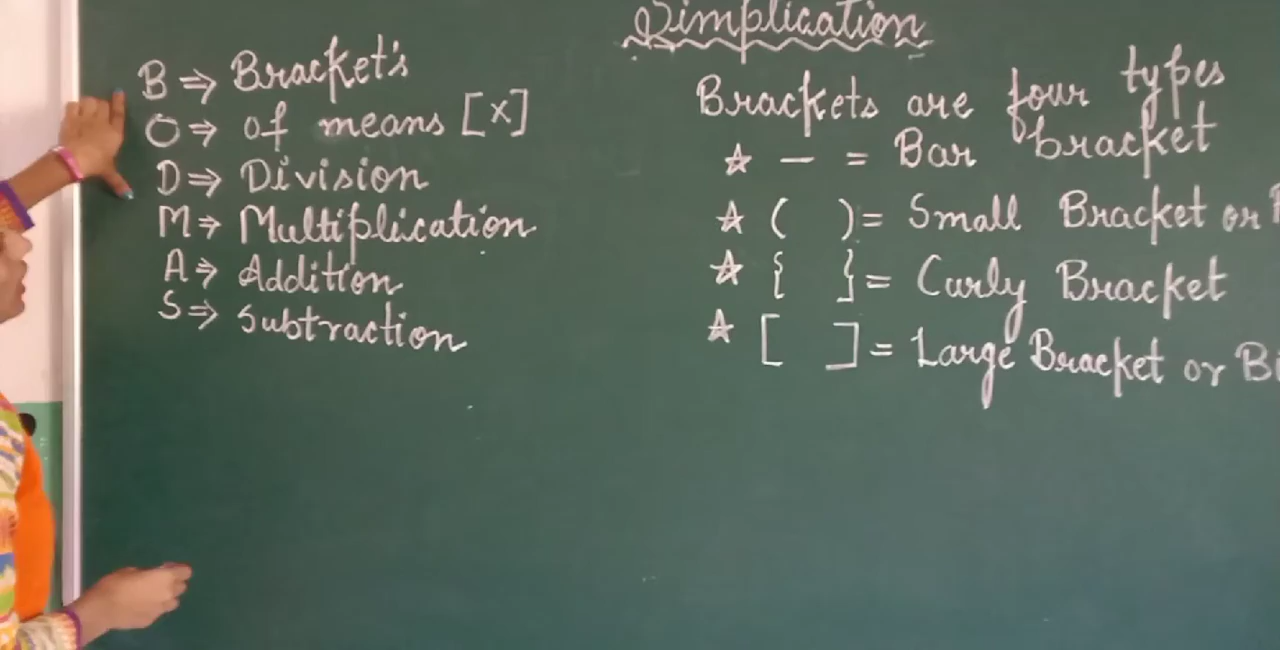 Simplication
B ⇒ Bracket's
O ⇒ of means [×]
D ⇒ Division
M ⇒ Multiplication
A ⇒ Addition
S ⇒ Subtraction
Brackets are four types
☆ — = Bar bracket
☆ ( ) = Small Bracket or
☆ { } = Curly Bracket
☆ [ ] = Large Bracket or